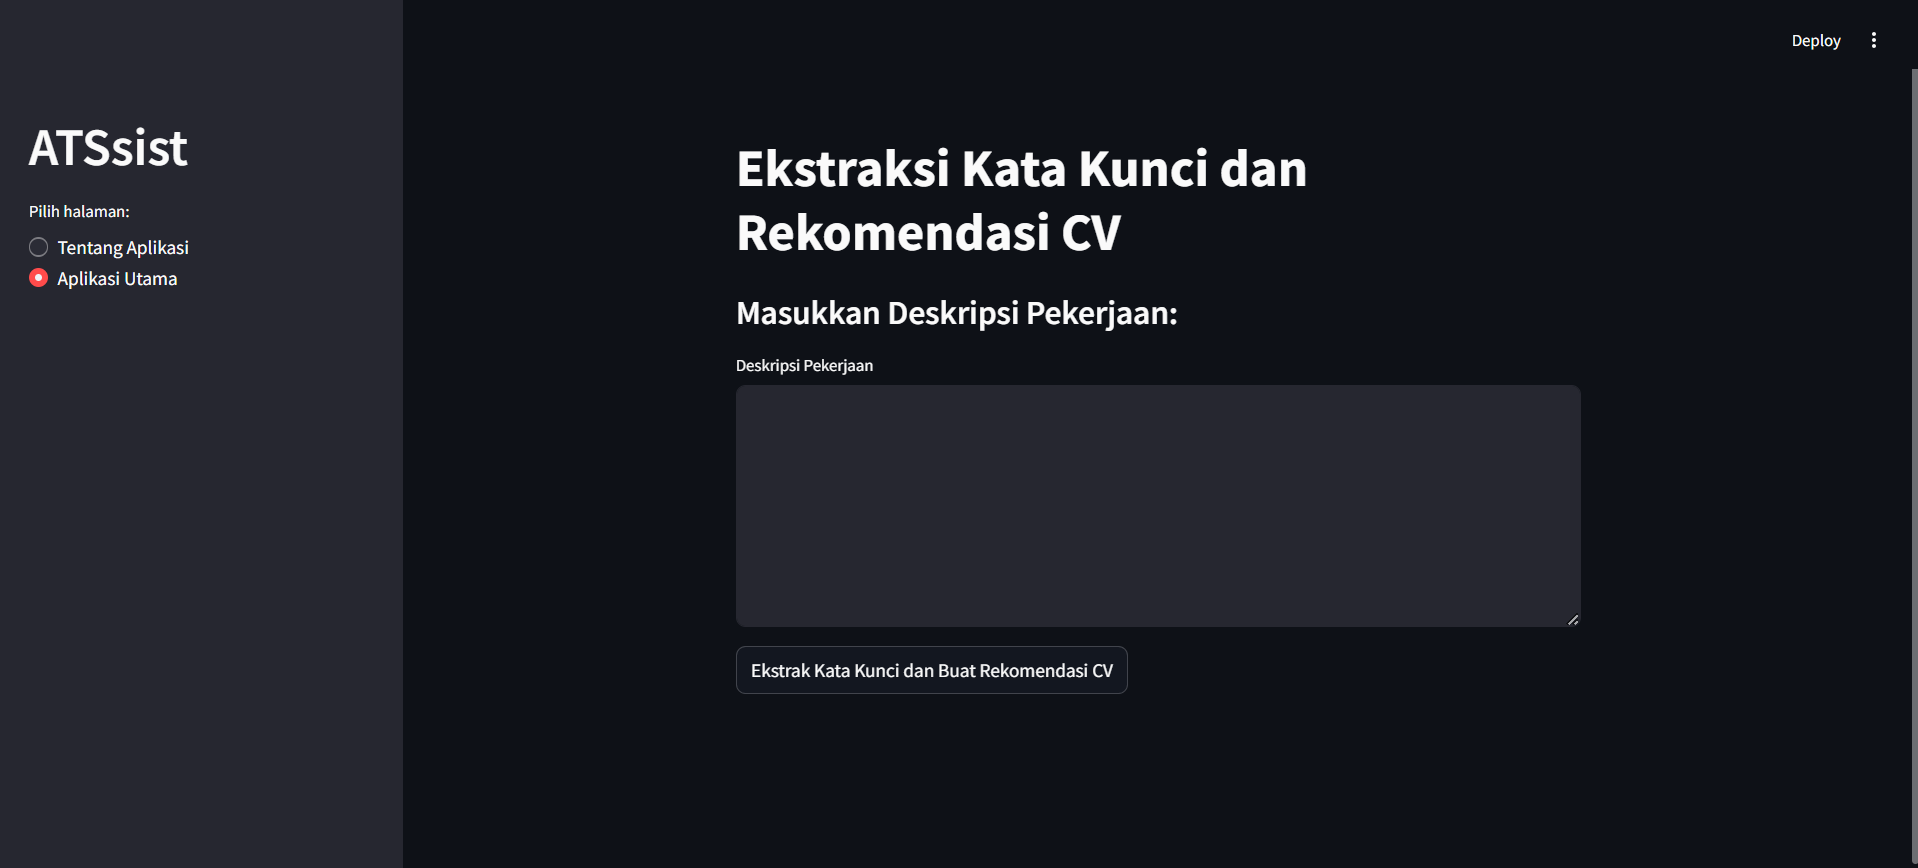 Deploy
ATSsist
Pilih halaman:
Tentang Aplikasi
Aplikasi Utama
Ekstraksi Kata Kunci dan
Rekomendasi CV
Masukkan Deskripsi Pekerjaan:
Deskripsi Pekerjaan
Ekstrak Kata Kunci dan Buat Rekomendasi CV